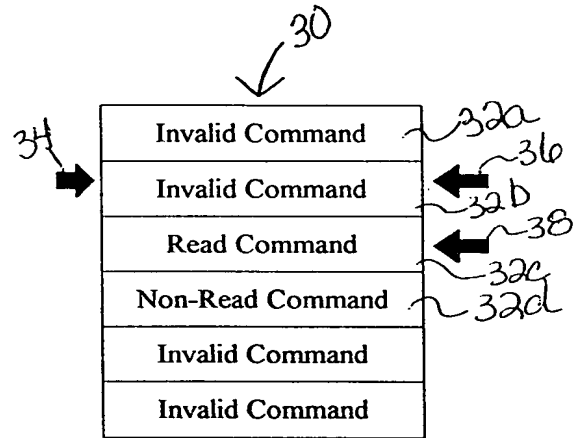 30
Invalid Command 32a
34 Invalid Command 36
32b
Read Command 38
32c
Non-Read Command 32d
Invalid Command
Invalid Command